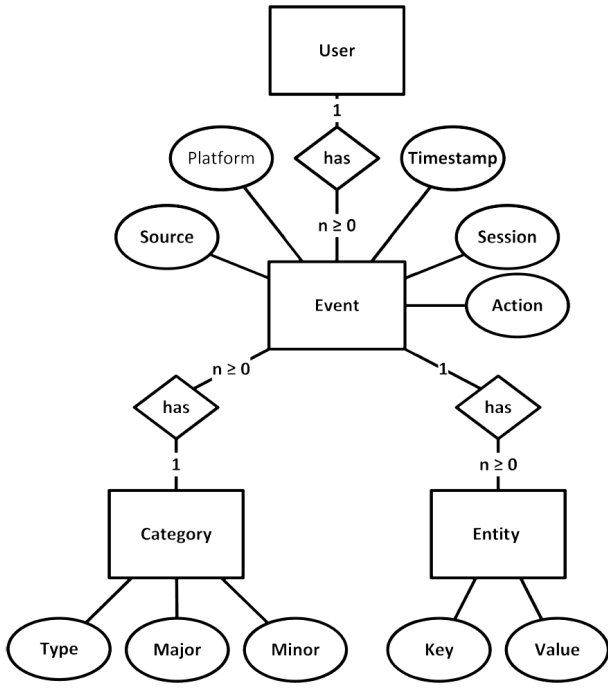 User
1
has
Platform
Timestamp
n ≥ 0
Source
Session
Event
Action
n ≥ 0
1
has
has
1
n ≥ 0
Category
Entity
Type
Major
Minor
Key
Value